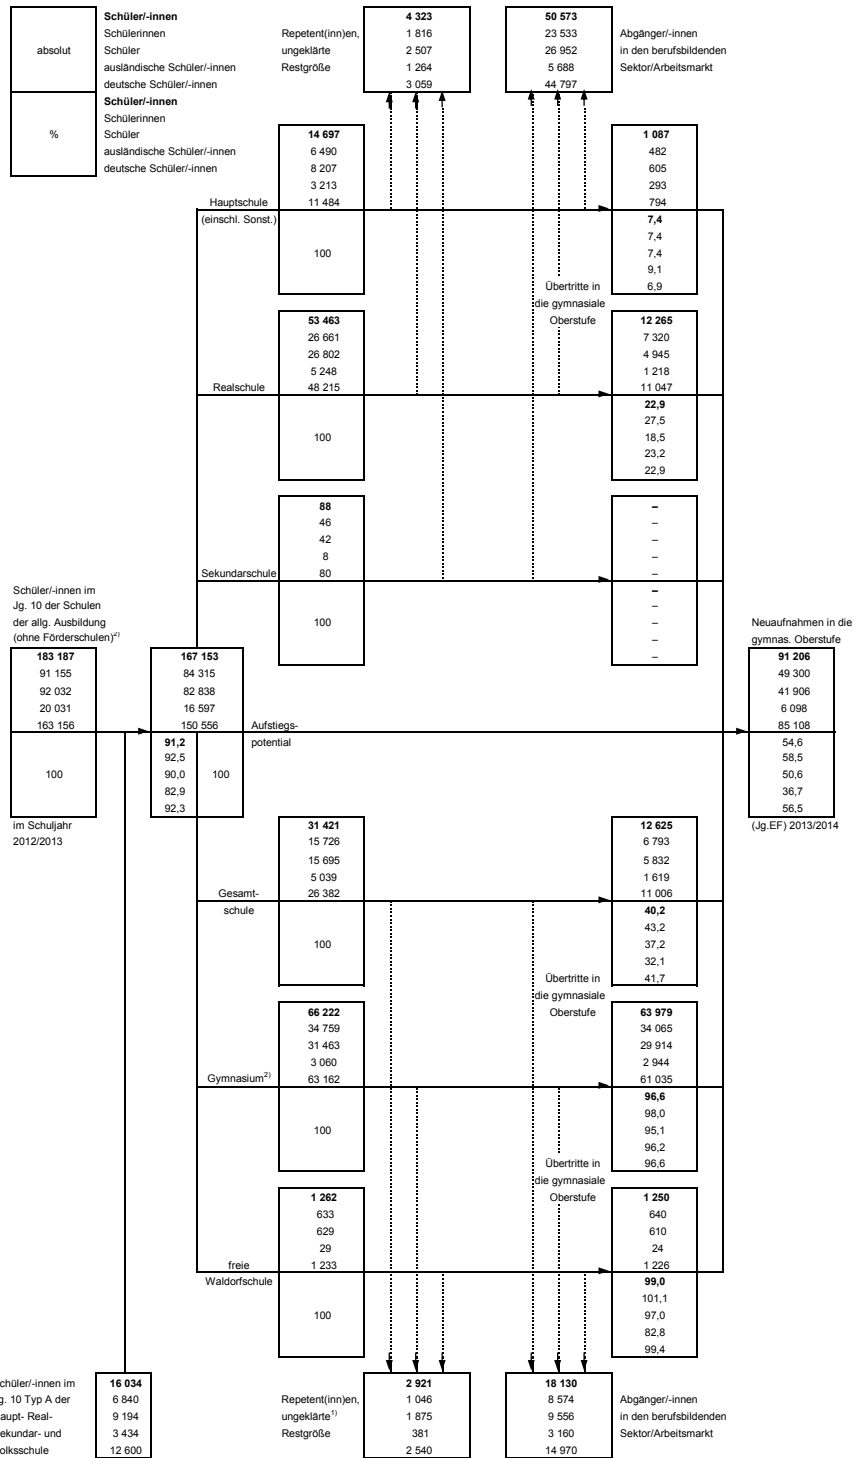 Schüler/-innen
Schülerinnen
absolut Schüler
ausländische Schüler/-innen
deutsche Schüler/-innen
Schüler/-innen
Schülerinnen
% Schüler
ausländische Schüler/-innen
deutsche Schüler/-innen
Repetent(inn)en,
ungeklärte
Restgröße
4 323
1 816
2 507
1 264
3 059
50 573
23 533
26 952
5 688
44 797
Abgänger/-innen
in den berufsbildenden
Sektor/Arbeitsmarkt
Hauptschule
(einschl. Sonst.)
14 697
6 490
8 207
3 213
11 484
100
1 087
482
605
293
794
7,4
7,4
7,4
9,1
6,9
Übertritte in
die gymnasiale
Oberstufe
Realschule
53 463
26 661
26 802
5 248
48 215
100
12 265
7 320
4 945
1 218
11 047
22,9
27,5
18,5
23,2
22,9
Sekundarschule
88
46
42
8
80
100
–
–
–
–
–
–
–
–
–
–
Schüler/-innen im
Jg. 10 der Schulen
der allg. Ausbildung
(ohne Förderschulen)2)
183 187
91 155
92 032
20 031
163 156
100
im Schuljahr
2012/2013
167 153
84 315
82 838
16 597
150 556
91,2
92,5
90,0 100
82,9
92,3
Aufstiegs-
potential
Neuaufnahmen in die
gymnas. Oberstufe
91 206
49 300
41 906
6 098
85 108
54,6
58,5
50,6
36,7
56,5
(Jg.EF) 2013/2014
Gesamt-
schule
31 421
15 726
15 695
5 039
26 382
100
12 625
6 793
5 832
1 619
11 006
40,2
43,2
37,2
32,1
41,7
Übertritte in
die gymnasiale
Oberstufe
Gymnasium2)
66 222
34 759
31 463
3 060
63 162
100
63 979
34 065
29 914
2 944
61 035
96,6
98,0
95,1
96,2
96,6
Übertritte in
die gymnasiale
Oberstufe
freie
Waldorfschule
1 262
633
629
29
1 233
100
1 250
640
610
24
1 226
99,0
101,1
97,0
82,8
99,4
chüler/-innen im
g. 10 Typ A der
aupt- Real-
ekundar- und
olksschule
16 034
6 840
9 194
3 434
12 600
Repetent(inn)en,
ungeklärte1)
Restgröße
2 921
1 046
1 875
381
2 540
18 130
8 574
9 556
3 160
14 970
Abgänger/-innen
in den berufsbildenden
Sektor/Arbeitsmarkt